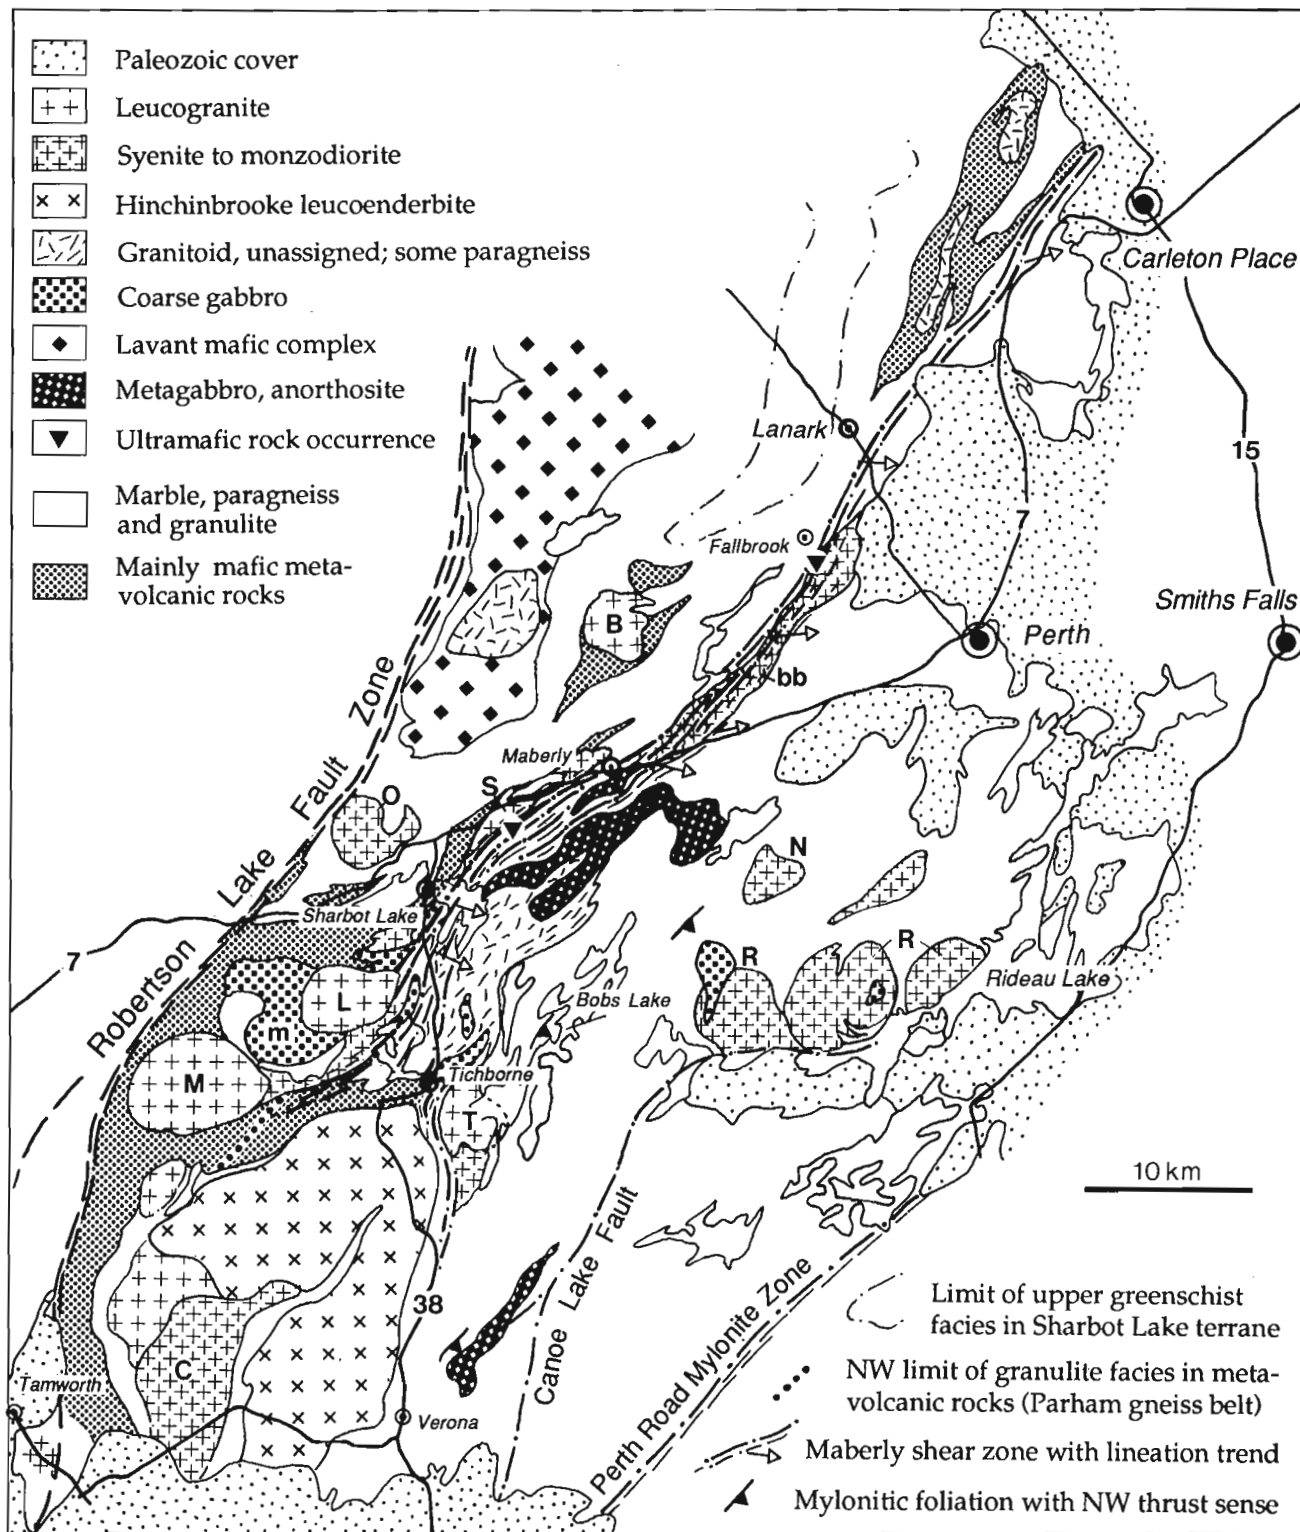 Paleozoic cover
Leucogranite
Syenite to monzodiorite
Hinchinbrooke leucoenderbite
Granitoid, unassigned; some paragneiss
Coarse gabbro
Lavant mafic complex
Metagabbro, anorthosite
Ultramafic rock occurrence
Marble, paragneiss
and granulite
Mainly mafic meta-
volcanic rocks
Carleton Place
Lanark
15
7
Fallbrook
Smiths Falls
Perth
B
bb
Maberly
S
O
N
Robertson Lake Fault Zone
Sharbot Lake
7
R
R
Rideau Lake
Bobs Lake
L
m
M
Tichborne
T
10 km
38
C
Canoe Lake Fault
Perth Road Mylonite Zone
Tamworth
Verona
Limit of upper greenschist
facies in Sharbot Lake terrane
NW limit of granulite facies in meta-
volcanic rocks (Parham gneiss belt)
Maberly shear zone with lineation trend
Mylonitic foliation with NW thrust sense